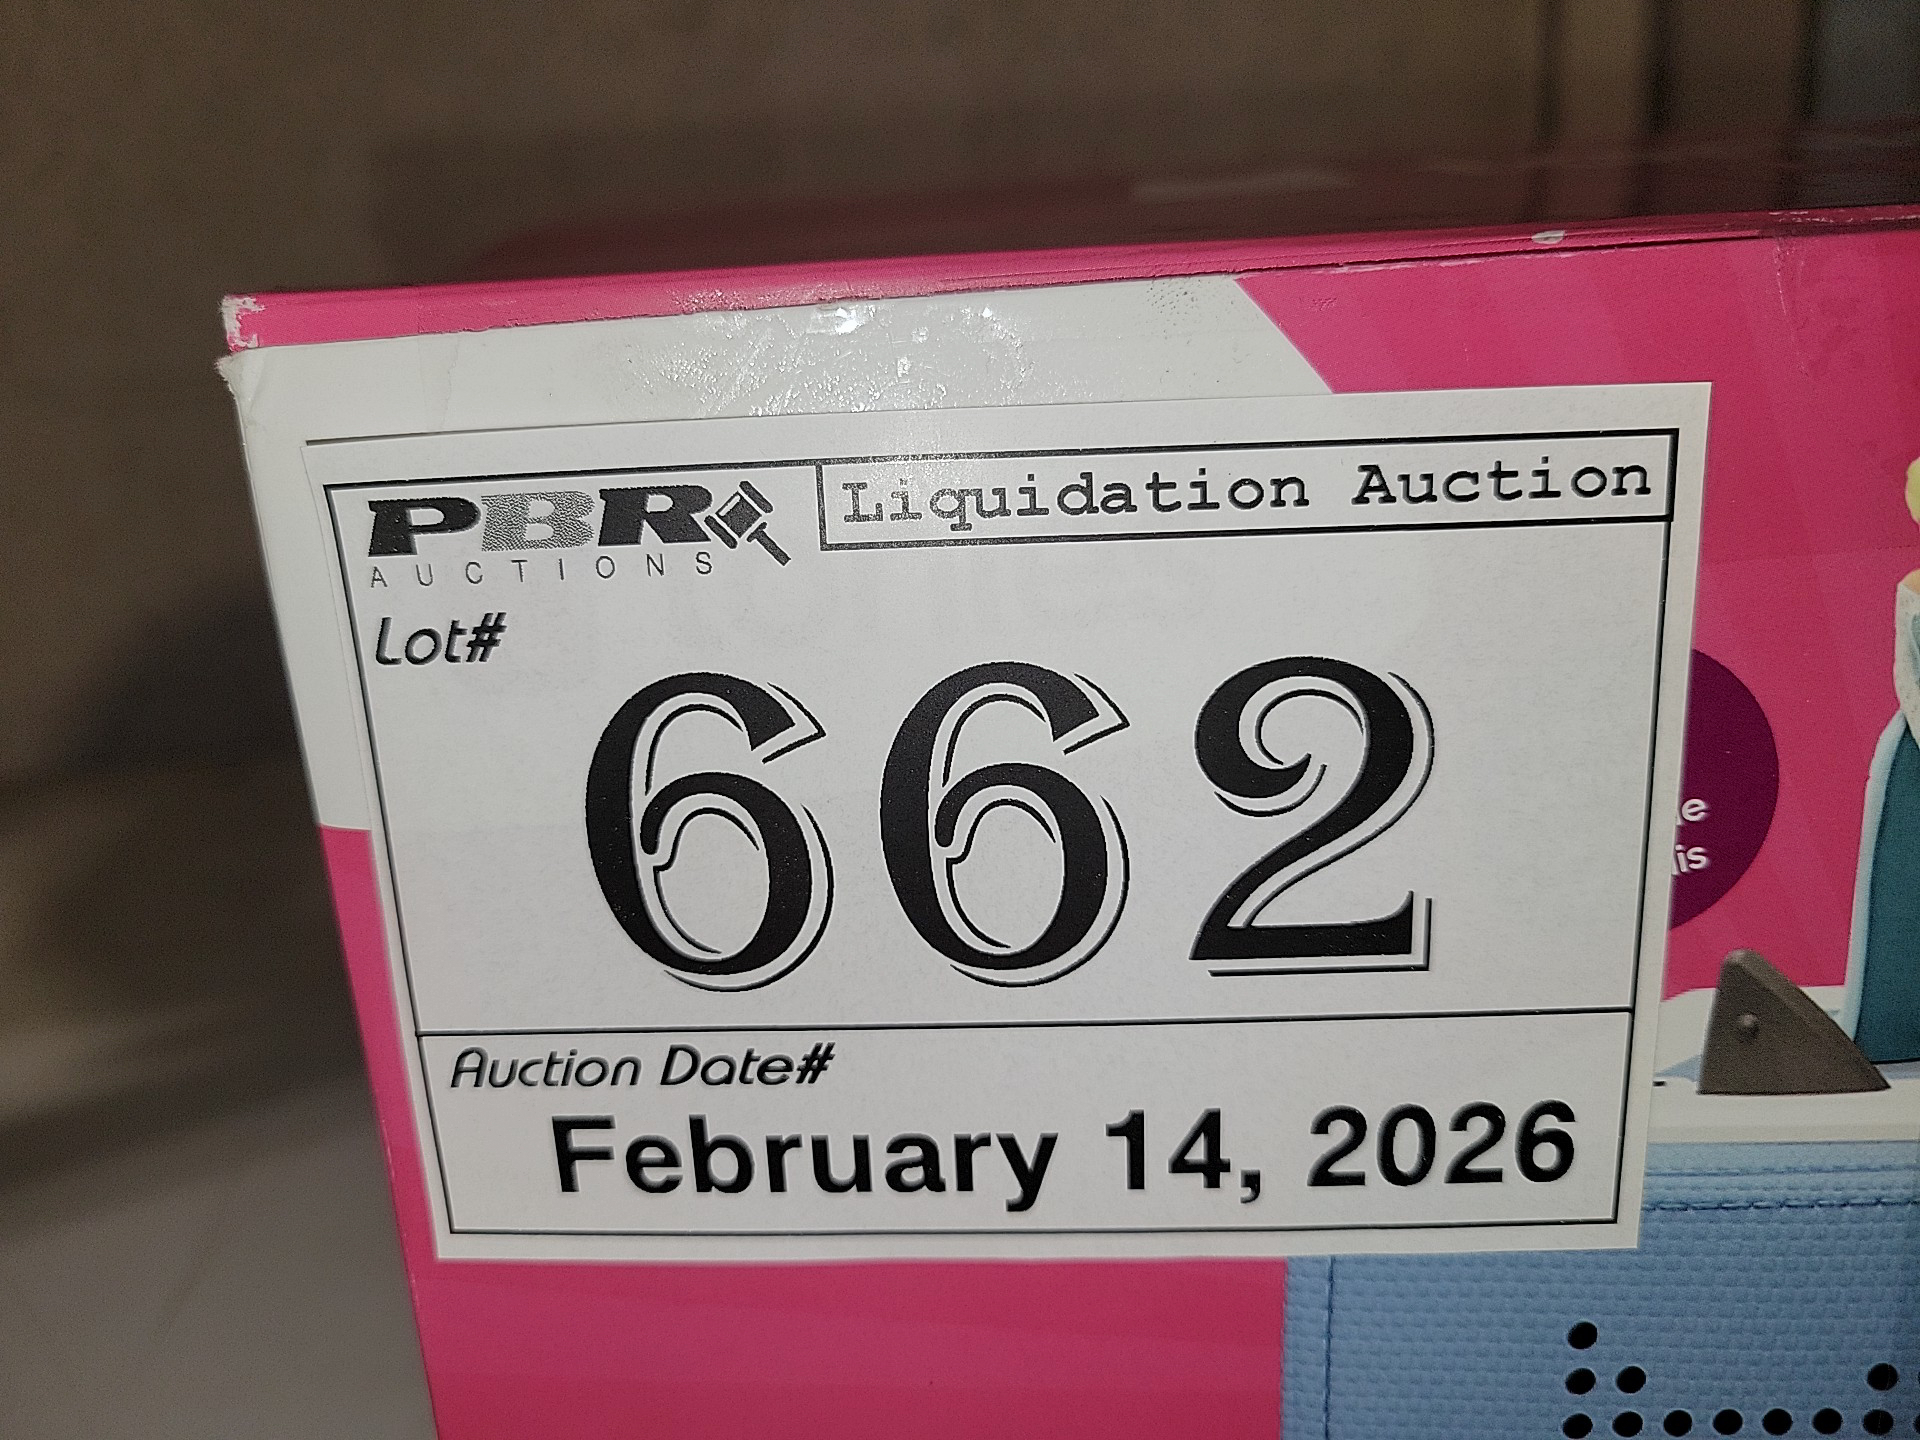 PBR
AUCTIONS
Liquidation Auction
Lot#
662
Auction Date#
February 14, 2026